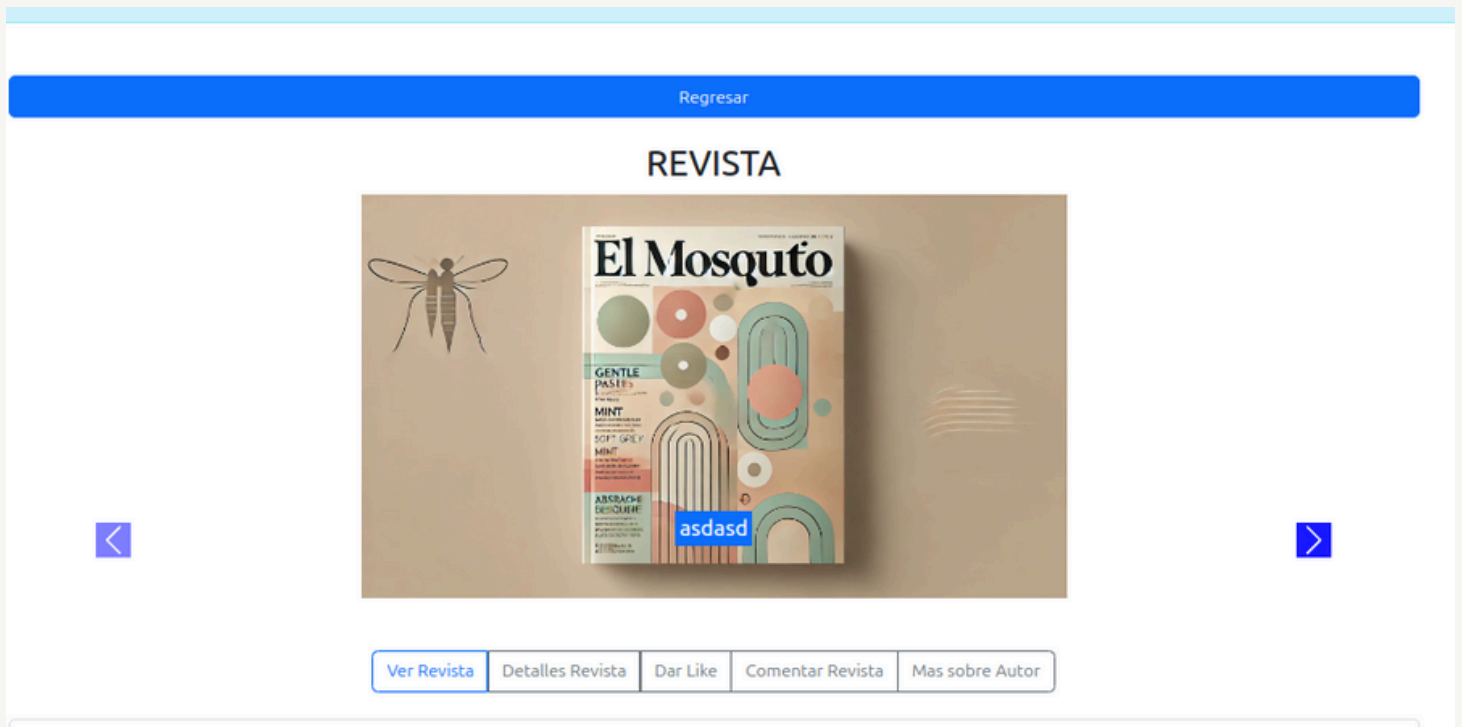 Regresar
REVISTA
El Mosquto
GENTLE
PASTES
MINT
SOFT GREY
MINT
asdasd
Ver Revista
Detalles Revista
Dar Like
Comentar Revista
Mas sobre Autor